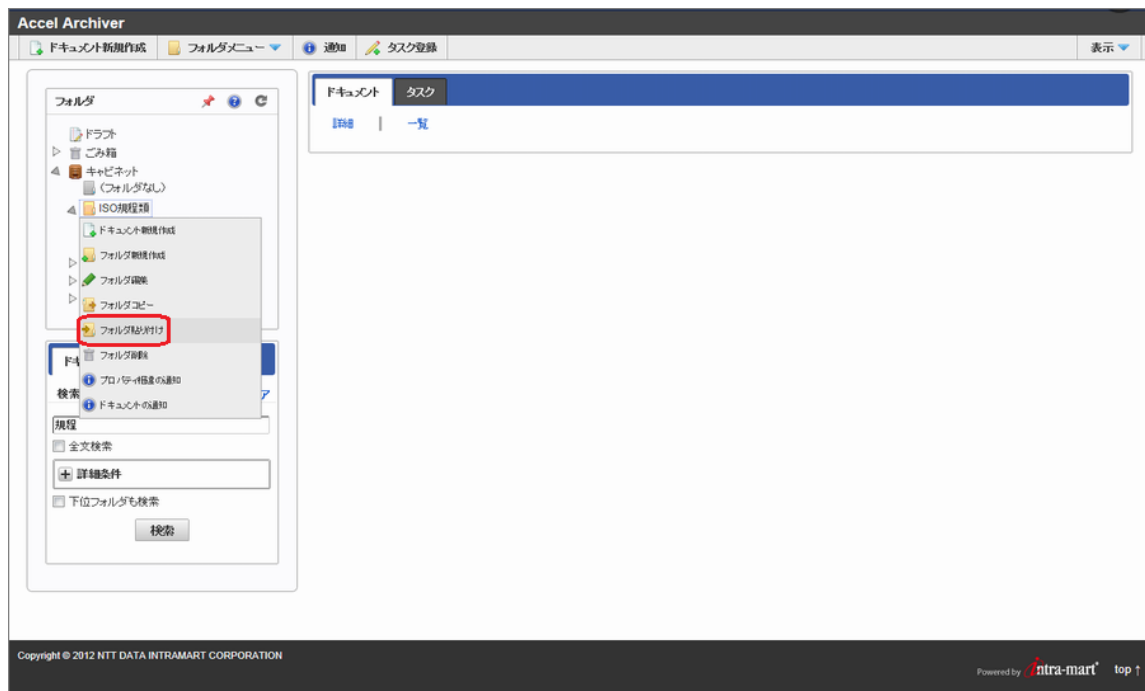 Accel Archiver
ドキュメント新規作成 フォルダメニュー 通知 タスク登録 表示
フォルダ
ドラフト
ごみ箱
キャビネット
(フォルダなし)
ISO規程類
ドキュメント新規作成
フォルダ新規作成
フォルダ編集
フォルダコピー
フォルダ貼り付け
フォルダ削除
プロパティ相違の通知
ドキュメントの通知
ドキ
検索 ア
規程
全文検索
詳細条件
下位フォルダも検索
検索
ドキュメント タスク
詳細 | 一覧
Copyright © 2012 NTT DATA INTRAMART CORPORATION
Powered by intra-mart top ↑